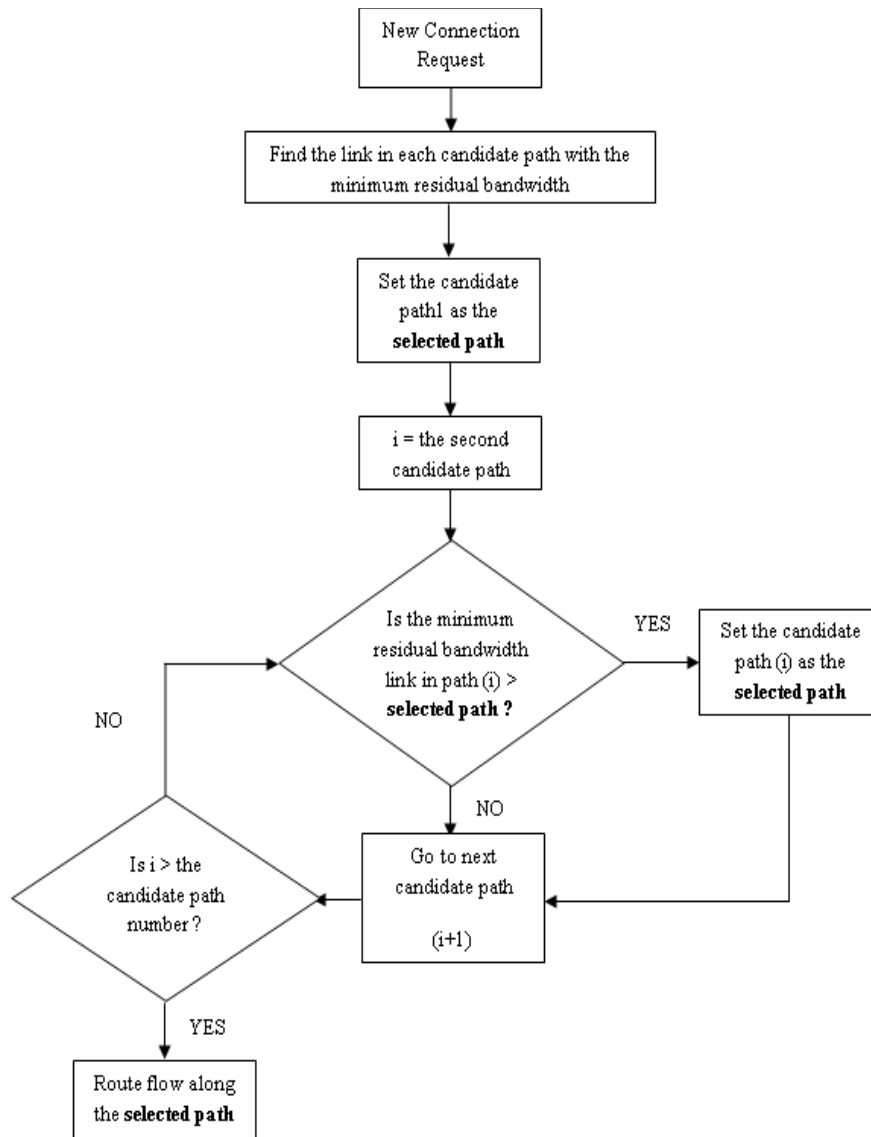 New Connection
Request
Find the link in each candidate path with the
minimum residual bandwidth
Set the candidate
path1 as the
selected path
i = the second
candidate path
Is the minimum
residual bandwidth
link in path (i) >
selected path ?
YES
Set the candidate
path (i) as the
selected path
NO
NO
Go to next
candidate path
(i+1)
Is i > the
candidate path
number ?
YES
Route flow along
the selected path